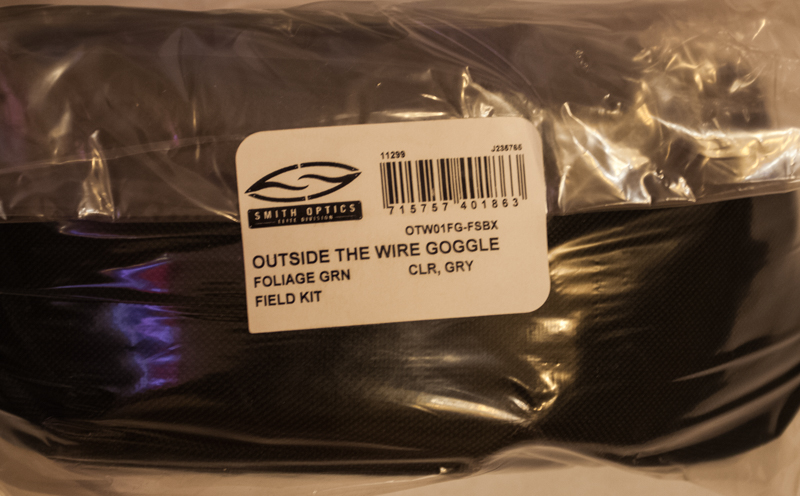 11299 J236766
715757 401863
SMITH OPTICS
ELITE DIVISION
OTW01FG-FSBX
OUTSIDE THE WIRE GOGGLE
FOLIAGE GRN CLR, GRY
FIELD KIT